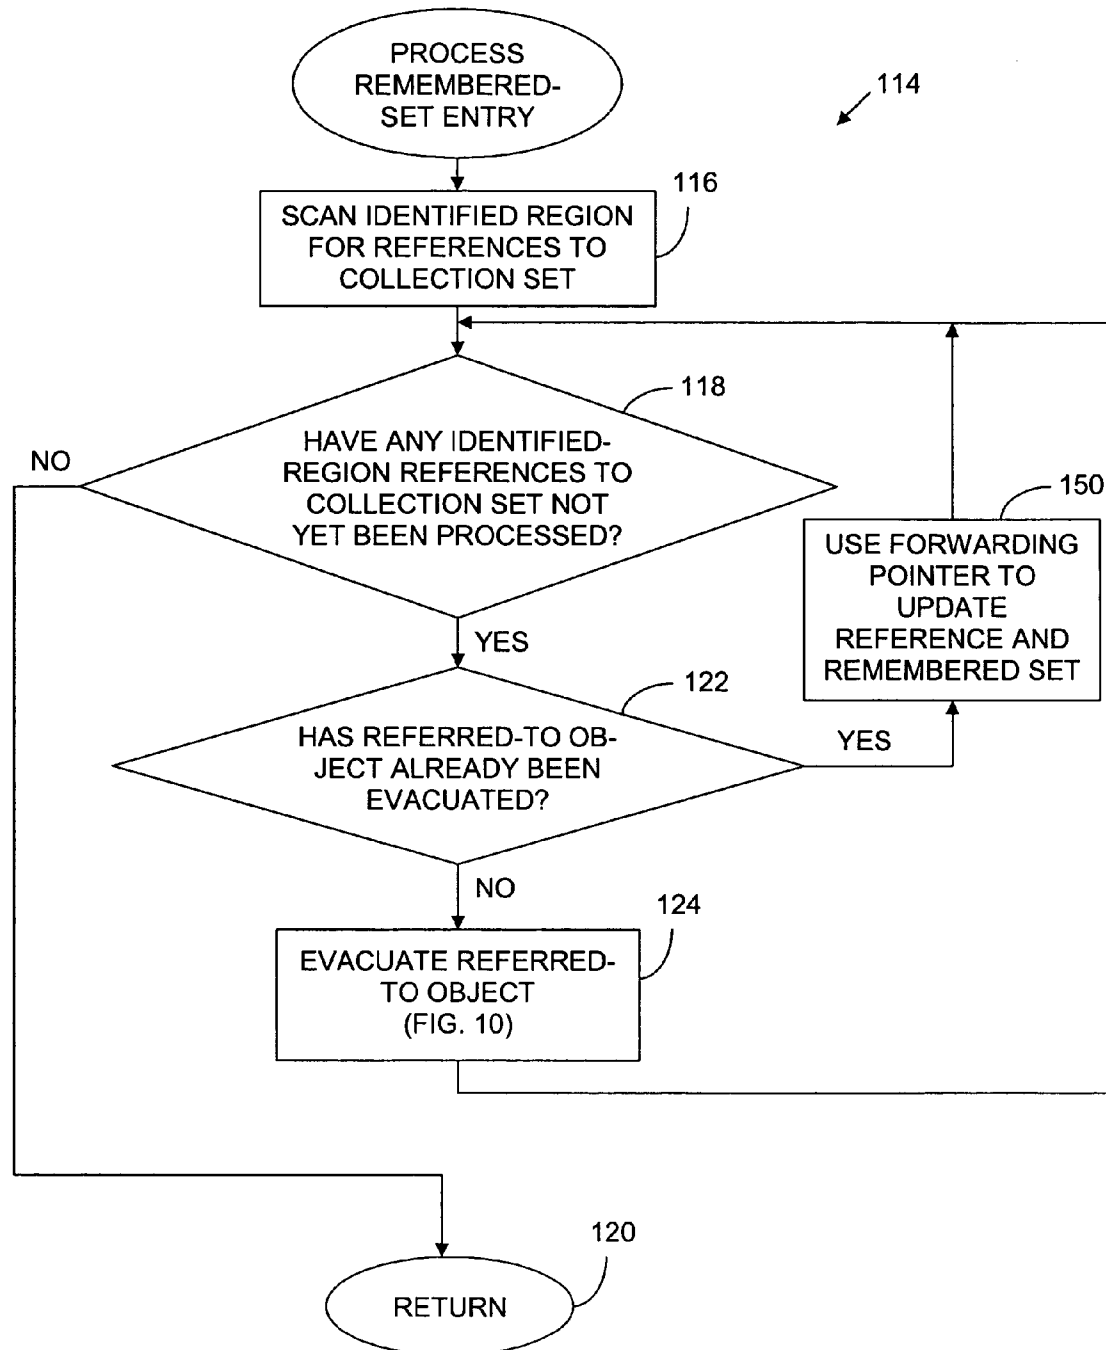 PROCESS
REMEMBERED-
SET ENTRY
114
116
SCAN IDENTIFIED REGION
FOR REFERENCES TO
COLLECTION SET
118
NO
HAVE ANY IDENTIFIED-
REGION REFERENCES TO
COLLECTION SET NOT
YET BEEN PROCESSED?
150
USE FORWARDING
POINTER TO
UPDATE
REFERENCE AND
REMEMBERED SET
YES
122
HAS REFERRED-TO OB-
JECT ALREADY BEEN
EVACUATED?
YES
NO
124
EVACUATE REFERRED-
TO OBJECT
(FIG. 10)
120
RETURN